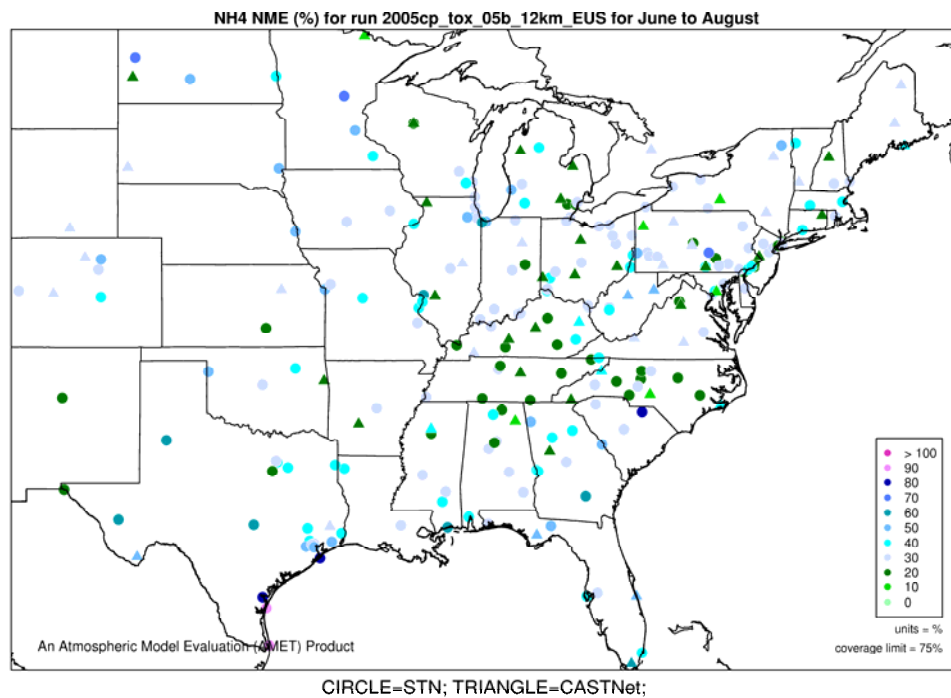 NH4 NME (%) for run 2005cp_tox_05b_12km_EUS for June to August
> 100
90
80
70
60
50
40
30
20
10
0
units = %
coverage limit = 75%
An Atmospheric Model Evaluation (AMET) Product
CIRCLE=STN; TRIANGLE=CASTNet;